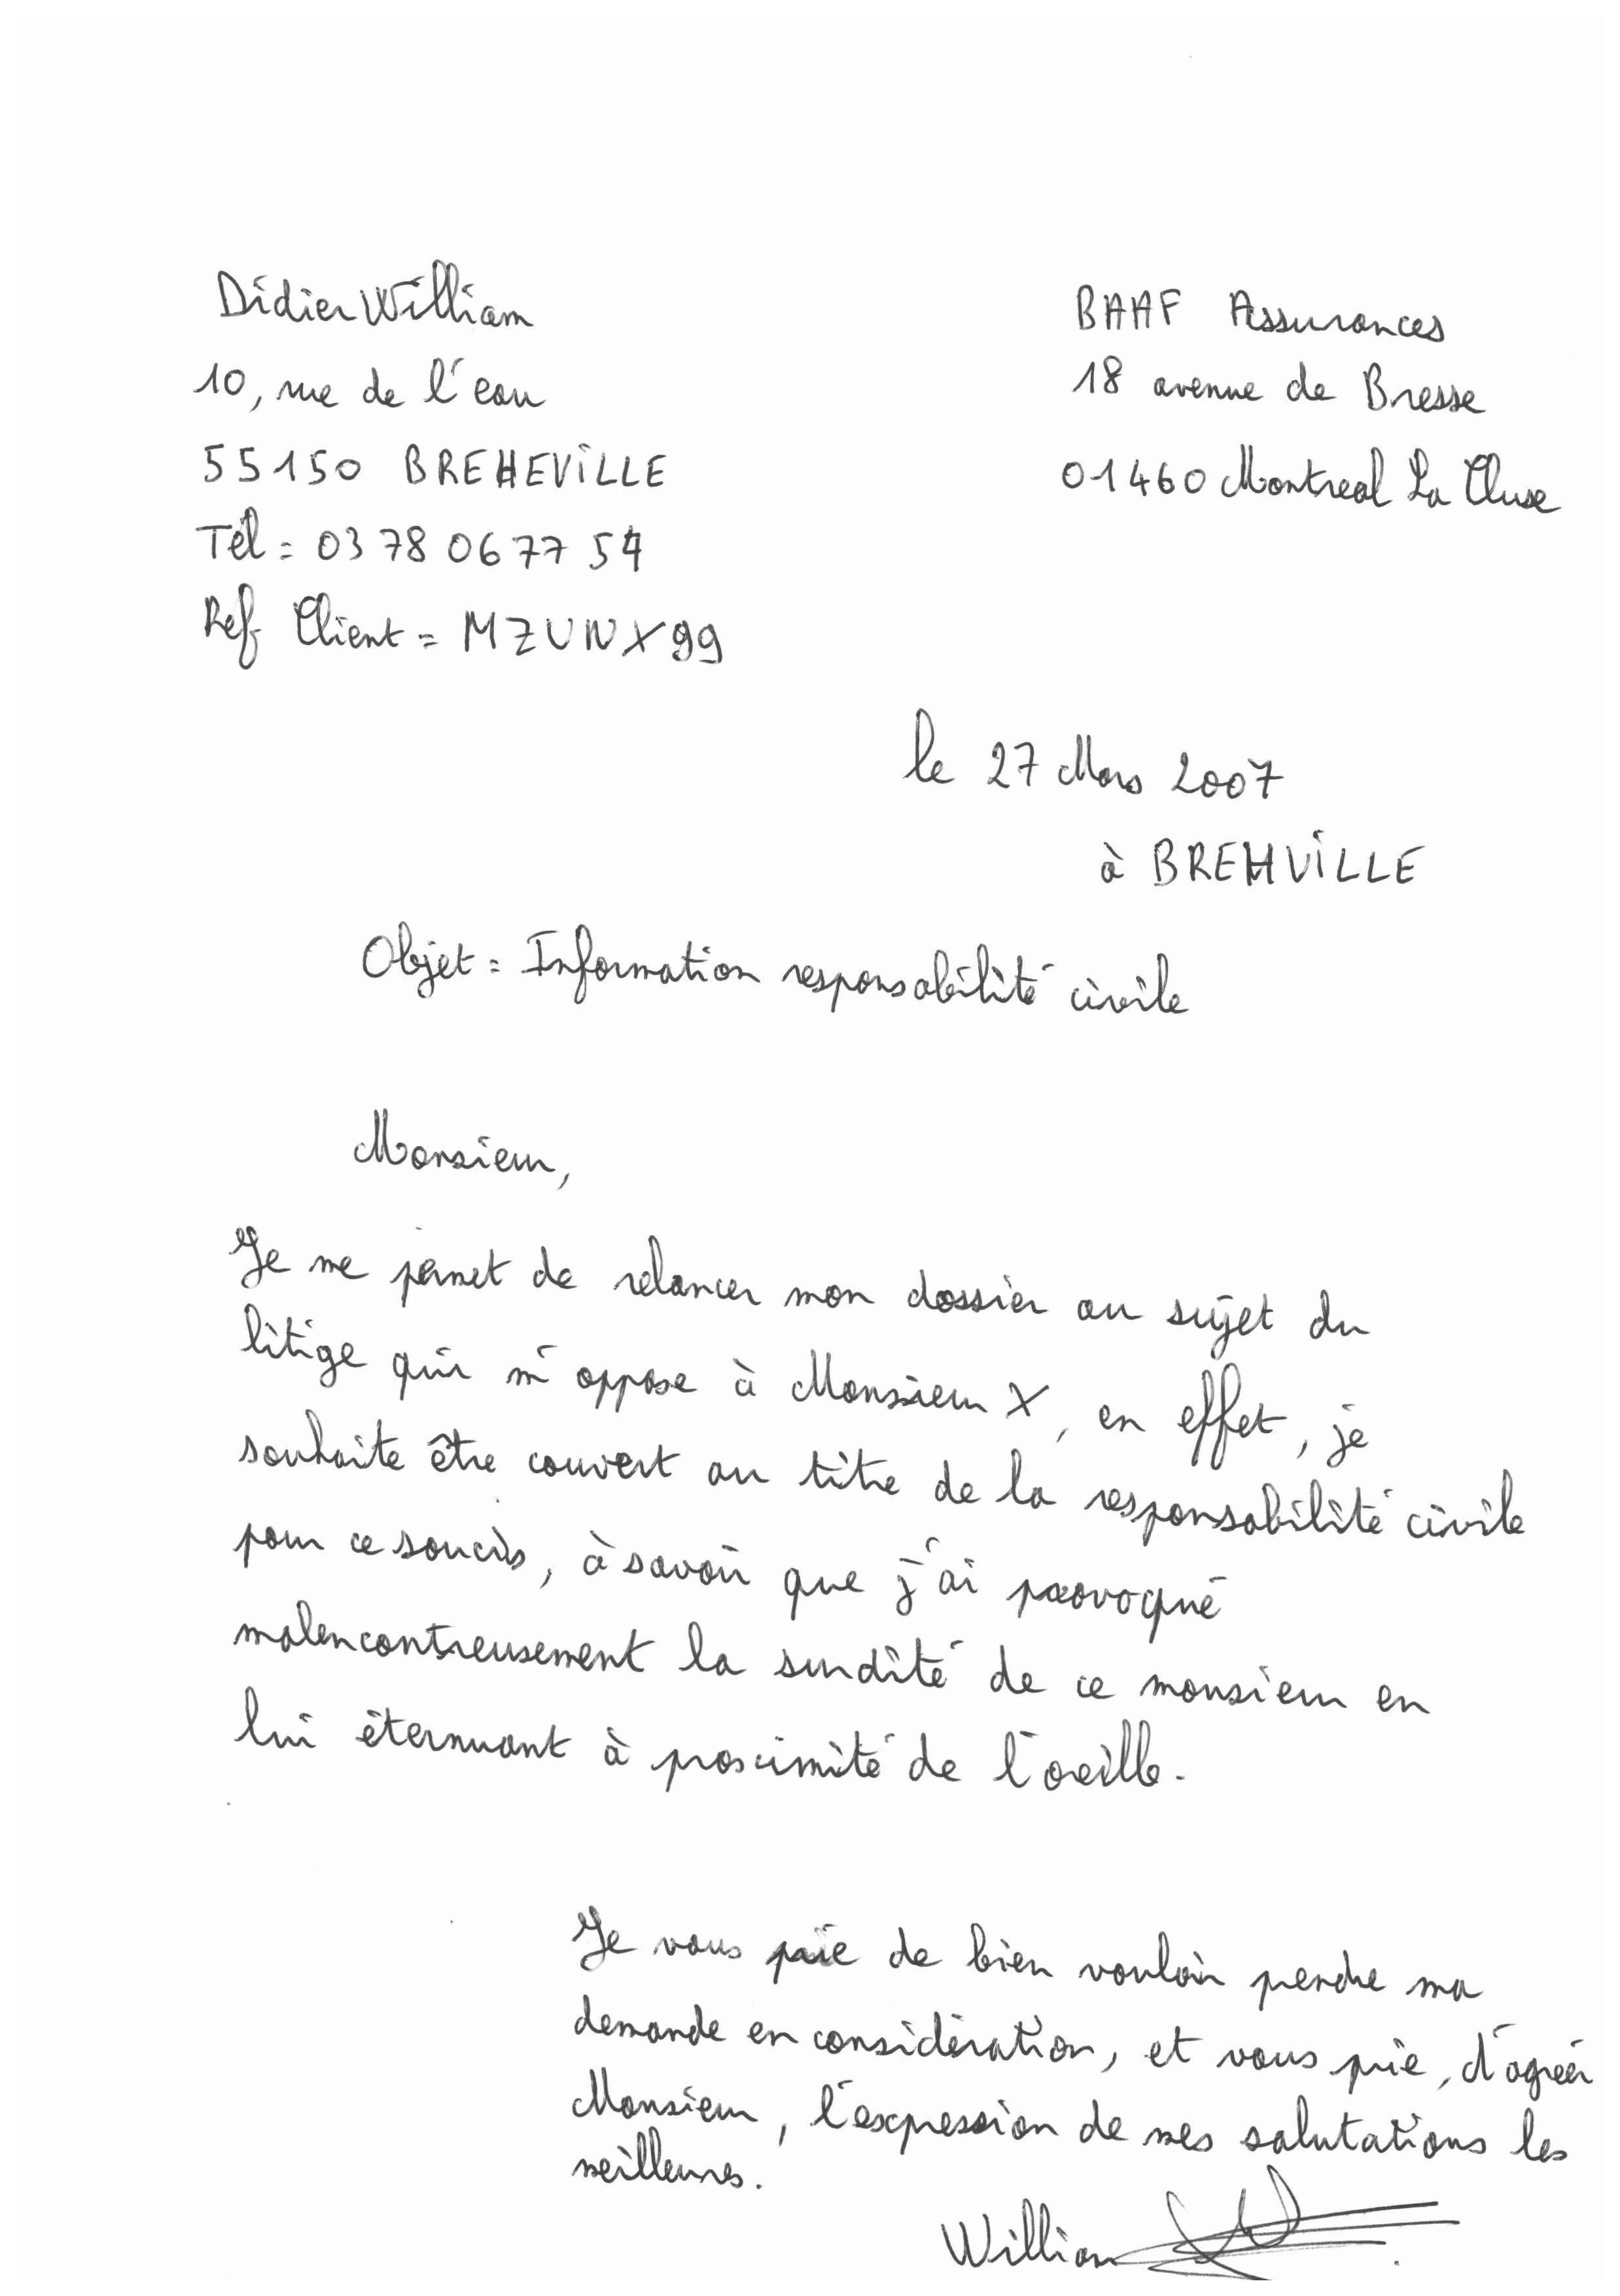 Didier William
10, rue de l'eau
55150 BREHEVILLE
Tél = 03 78 06 77 54
Ref Client = MZUNX99
BAAF Assurances
18 avenue de Bresse
01460 Montreal La Cluse
le 27 Mars 2007
à BREHVILLE
Objet = Information responsabilité civile
Monsieur,
Je me permet de relancer mon dossier au sujet du
litige qui m'oppose à Monsieur X, en effet, je
souhaite être couvert au titre de la responsabilité civile
pour ce soucis, à savoir que j'ai provoqué
malencontreusement la surdité de ce monsieur en
lui éternuant à proximité de l'oreille.
Je vous prie de bien vouloir prendre ma
demande en considération, et vous prie, d'agréer
Monsieur, l'expression de mes salutations les
meilleures.
William